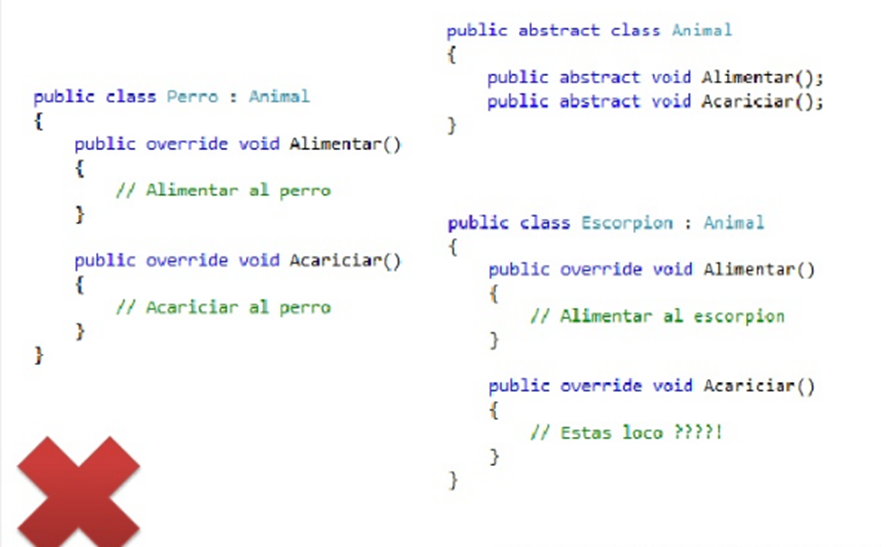 public class Perro : Animal
{
    public override void Alimentar()
    {
        // Alimentar al perro
    }

    public override void Acariciar()
    {
        // Acariciar al perro
    }
}
public abstract class Animal
{
    public abstract void Alimentar();
    public abstract void Acariciar();
}
public class Escorpion : Animal
{
    public override void Alimentar()
    {
        // Alimentar al escorpion
    }

    public override void Acariciar()
    {
        // Estas loco ????!
    }
}